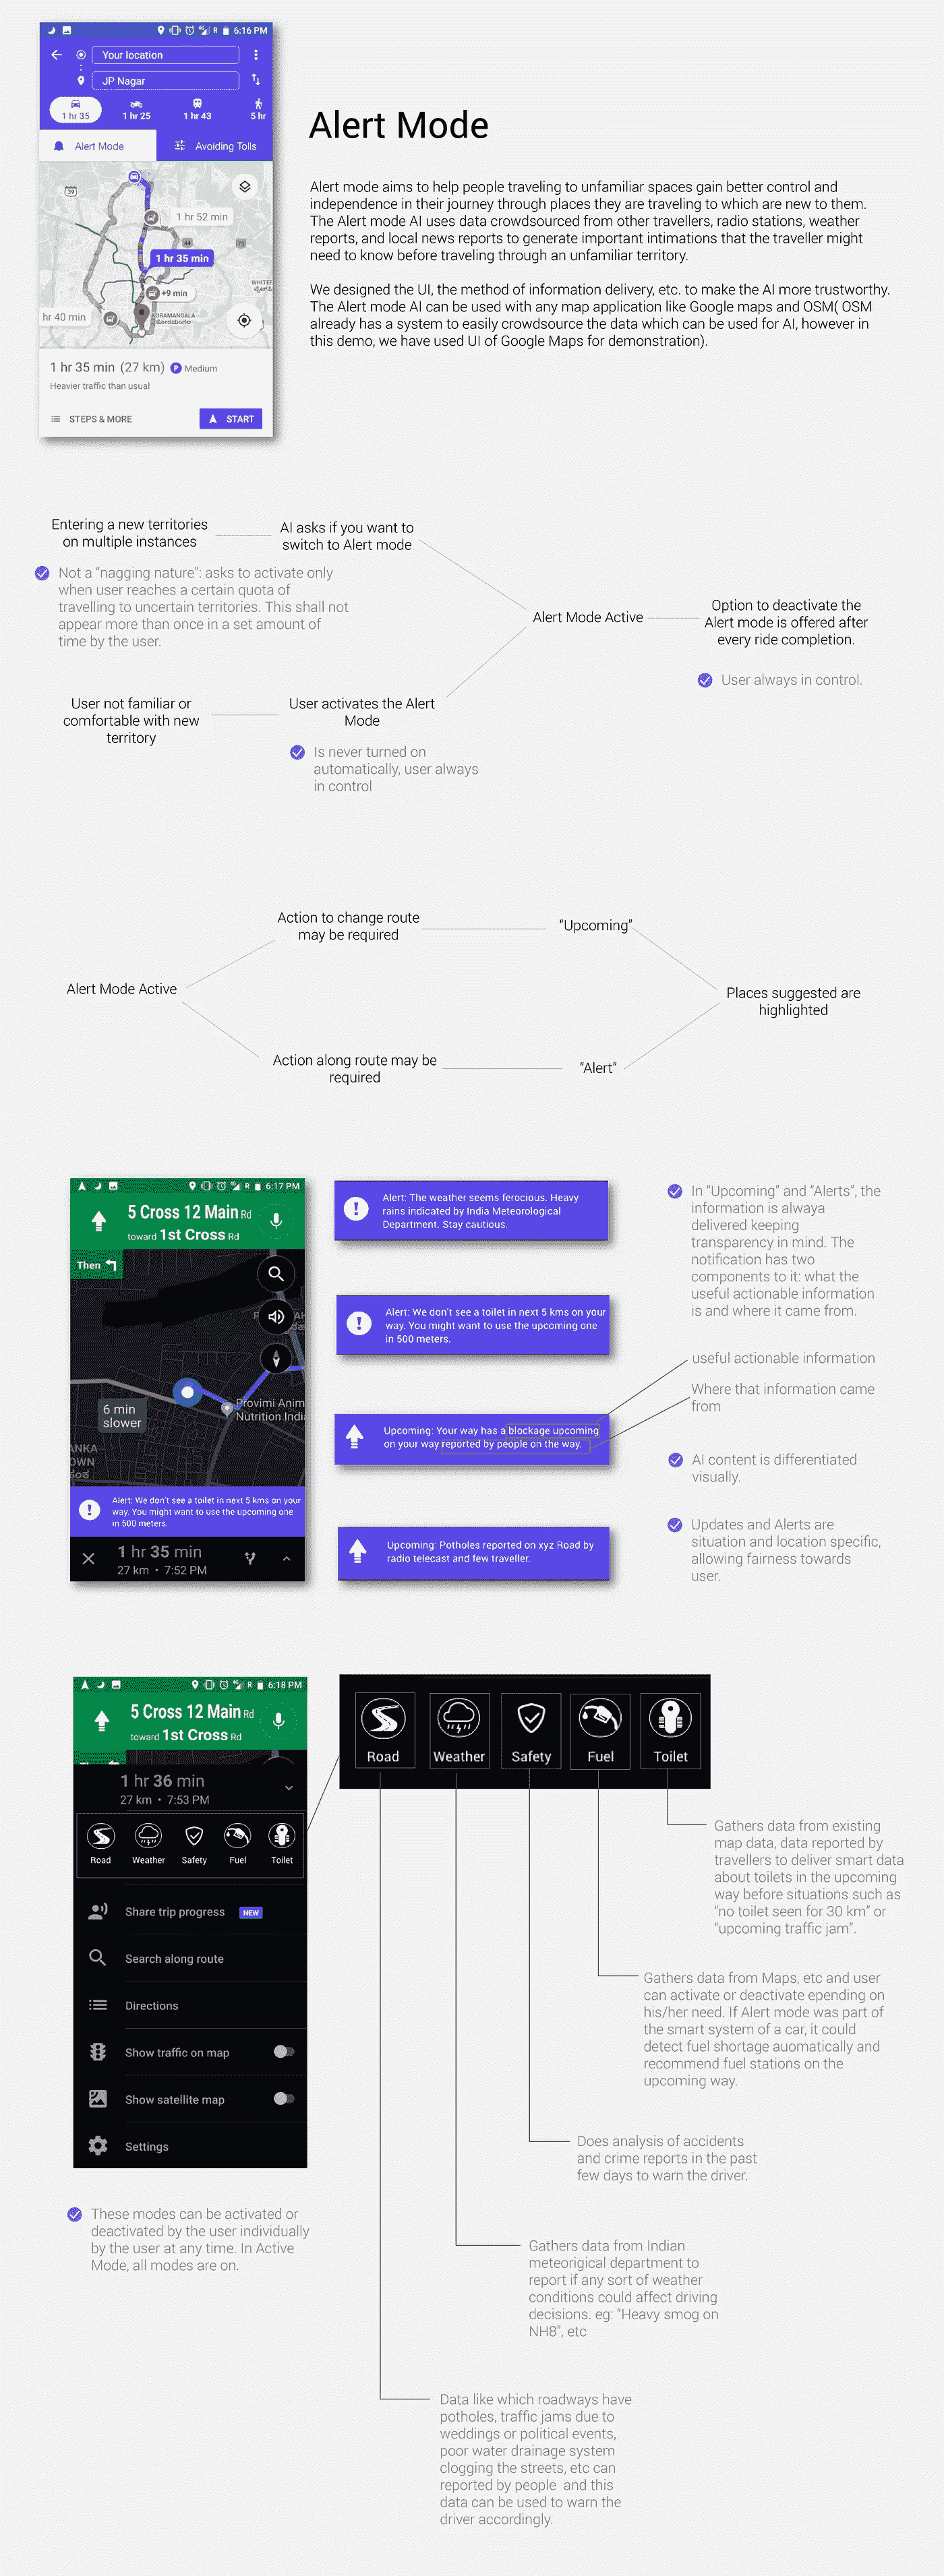 6:16 PM
Your location
JP Nagar
1 hr 35
1 hr 25
1 hr 43
5 hr
Alert Mode
Avoiding Tolls
1 hr 52 min
1 hr 35 min
+9 min
hr 40 min
KORAMANGALA
1 hr 35 min (27 km) P Medium
Heavier traffic than usual
STEPS & MORE
START
Alert Mode
Alert mode aims to help people traveling to unfamiliar spaces gain better control and
independence in their journey through places they are traveling to which are new to them.
The Alert mode AI uses data crowdsourced from other travellers, radio stations, weather
reports, and local news reports to generate important intimations that the traveller might
need to know before traveling through an unfamiliar territory.
We designed the UI, the method of information delivery, etc. to make the AI more trustworthy.
The Alert mode AI can be used with any map application like Google maps and OSM( OSM
already has a system to easily crowdsource the data which can be used for AI, however in
this demo, we have used UI of Google Maps for demonstration).
Entering a new territories
on multiple instances
AI asks if you want to
switch to Alert mode
Not a “nagging nature”: asks to activate only
when user reaches a certain quota of
travelling to uncertain territories. This shall not
appear more than once in a set amount of
time by the user.
Alert Mode Active
Option to deactivate the
Alert mode is offered after
every ride completion.
User always in control.
User not familiar or
comfortable with new
territory
User activates the Alert
Mode
Is never turned on
automatically, user always
in control
Action to change route
may be required
“Upcoming”
Alert Mode Active
Places suggested are
highlighted
Action along route may be
required
“Alert”
R 6:17 PM
5 Cross 12 Main Rd
toward 1st Cross Rd
Then
6 min
slower
Provimi Anim
Nutrition India
ANKA
OWN
Alert: We don't see a toilet in next 5 kms on your
way. You might want to use the upcoming one
in 500 meters.
1 hr 35 min
27 km • 7:52 PM
Alert: The weather seems ferocious. Heavy
rains indicated by India Meteorological
Department. Stay cautious.
Alert: We don't see a toilet in next 5 kms on your
way. You might want to use the upcoming one
in 500 meters.
Upcoming: Your way has a blockage upcoming
on your way reported by people on the way.
Upcoming: Potholes reported on xyz Road by
radio telecast and few traveller.
In “Upcoming” and “Alerts”, the
information is alwaya
delivered keeping
transparency in mind. The
notification has two
components to it: what the
useful actionable information
is and where it came from.
useful actionable information
Where that information came
from
AI content is differentiated
visually.
Updates and Alerts are
situation and location specific,
allowing fairness towards
user.
R 6:18 PM
5 Cross 12 Main Rd
toward 1st Cross Rd
1 hr 36 min
27 km • 7:53 PM
Road
Weather
Safety
Fuel
Toilet
Share trip progress NEW
Search along route
Directions
Show traffic on map
Show satellite map
Settings
These modes can be activated or
deactivated by the user individually
by the user at any time. In Active
Mode, all modes are on.
Road
Weather
Safety
Fuel
Toilet
Gathers data from existing
map data, data reported by
travellers to deliver smart data
about toilets in the upcoming
way before situations such as
“no toilet seen for 30 km” or
“upcoming traffic jam”.
Gathers data from Maps, etc and user
can activate or deactivate epending on
his/her need. If Alert mode was part of
the smart system of a car, it could
detect fuel shortage auomatically and
recommend fuel stations on the
upcoming way.
Does analysis of accidents
and crime reports in the past
few days to warn the driver.
Gathers data from Indian
meteorigical department to
report if any sort of weather
conditions could affect driving
decisions. eg: “Heavy smog on
NH8”, etc
Data like which roadways have
potholes, traffic jams due to
weddings or political events,
poor water drainage system
clogging the streets, etc can
reported by people and this
data can be used to warn the
driver accordingly.